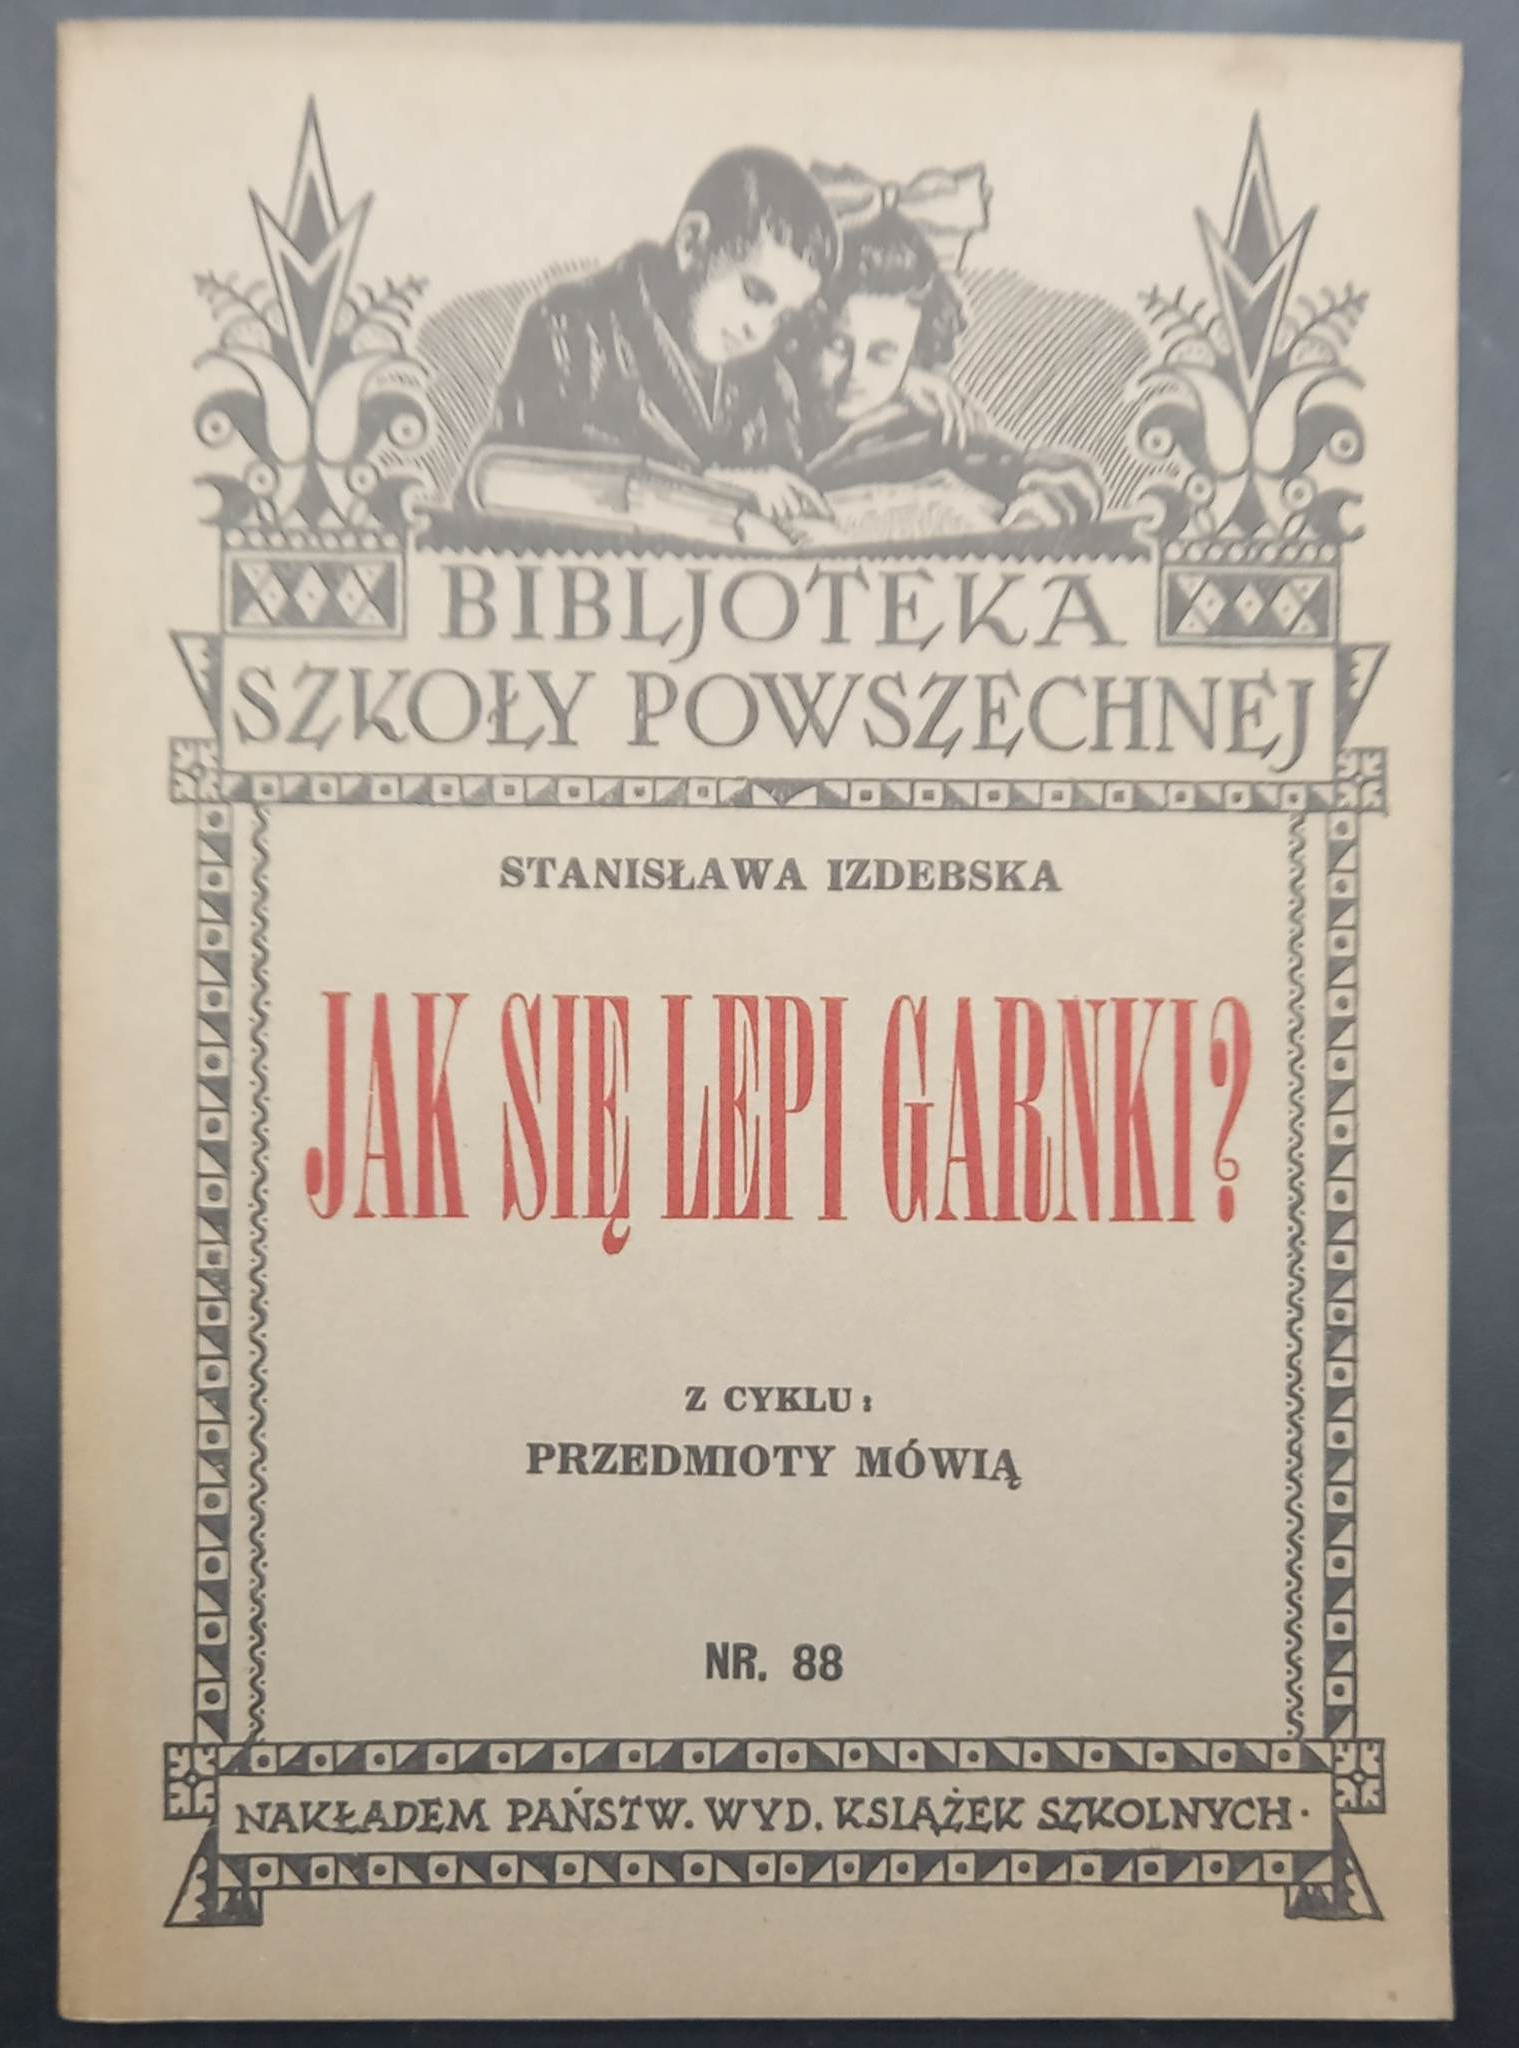 BIBLJOTEKA
SZKOŁY POWSZECHNEJ
STANISŁAWA IZDEBSKA
JAK SIĘ LEPI GARNKI?
Z CYKLU:
PRZEDMIOTY MÓWIĄ
NR. 88
NAKŁADEM PAŃSTW. WYD. KSIĄŻEK SZKOLNYCH·